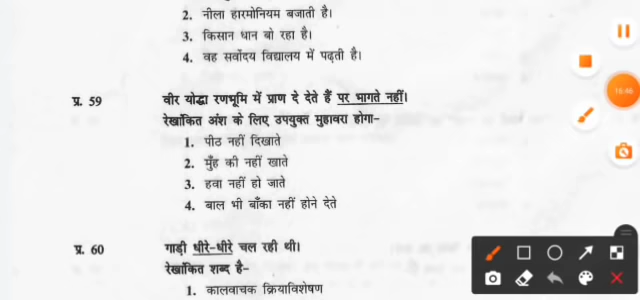 2. नीला हारमोनियम बजाती है।
3. किसान धान बो रहा है।
4. वह सर्वोदय विद्यालय में पढ़ती है।
प्र. 59 वीर योद्धा रणभूमि में प्राण दे देते हैं पर भागते नहीं।
रेखांकित अंश के लिए उपयुक्त मुहावरा होगा-
1. पीठ नहीं दिखाते
2. मुँह की नहीं खाते
3. हवा नहीं हो जाते
4. बाल भी बाँका नहीं होने देते
प्र. 60 गाड़ी धीरे-धीरे चल रही थी।
रेखांकित शब्द है-
1. कालवाचक क्रियाविशेषण